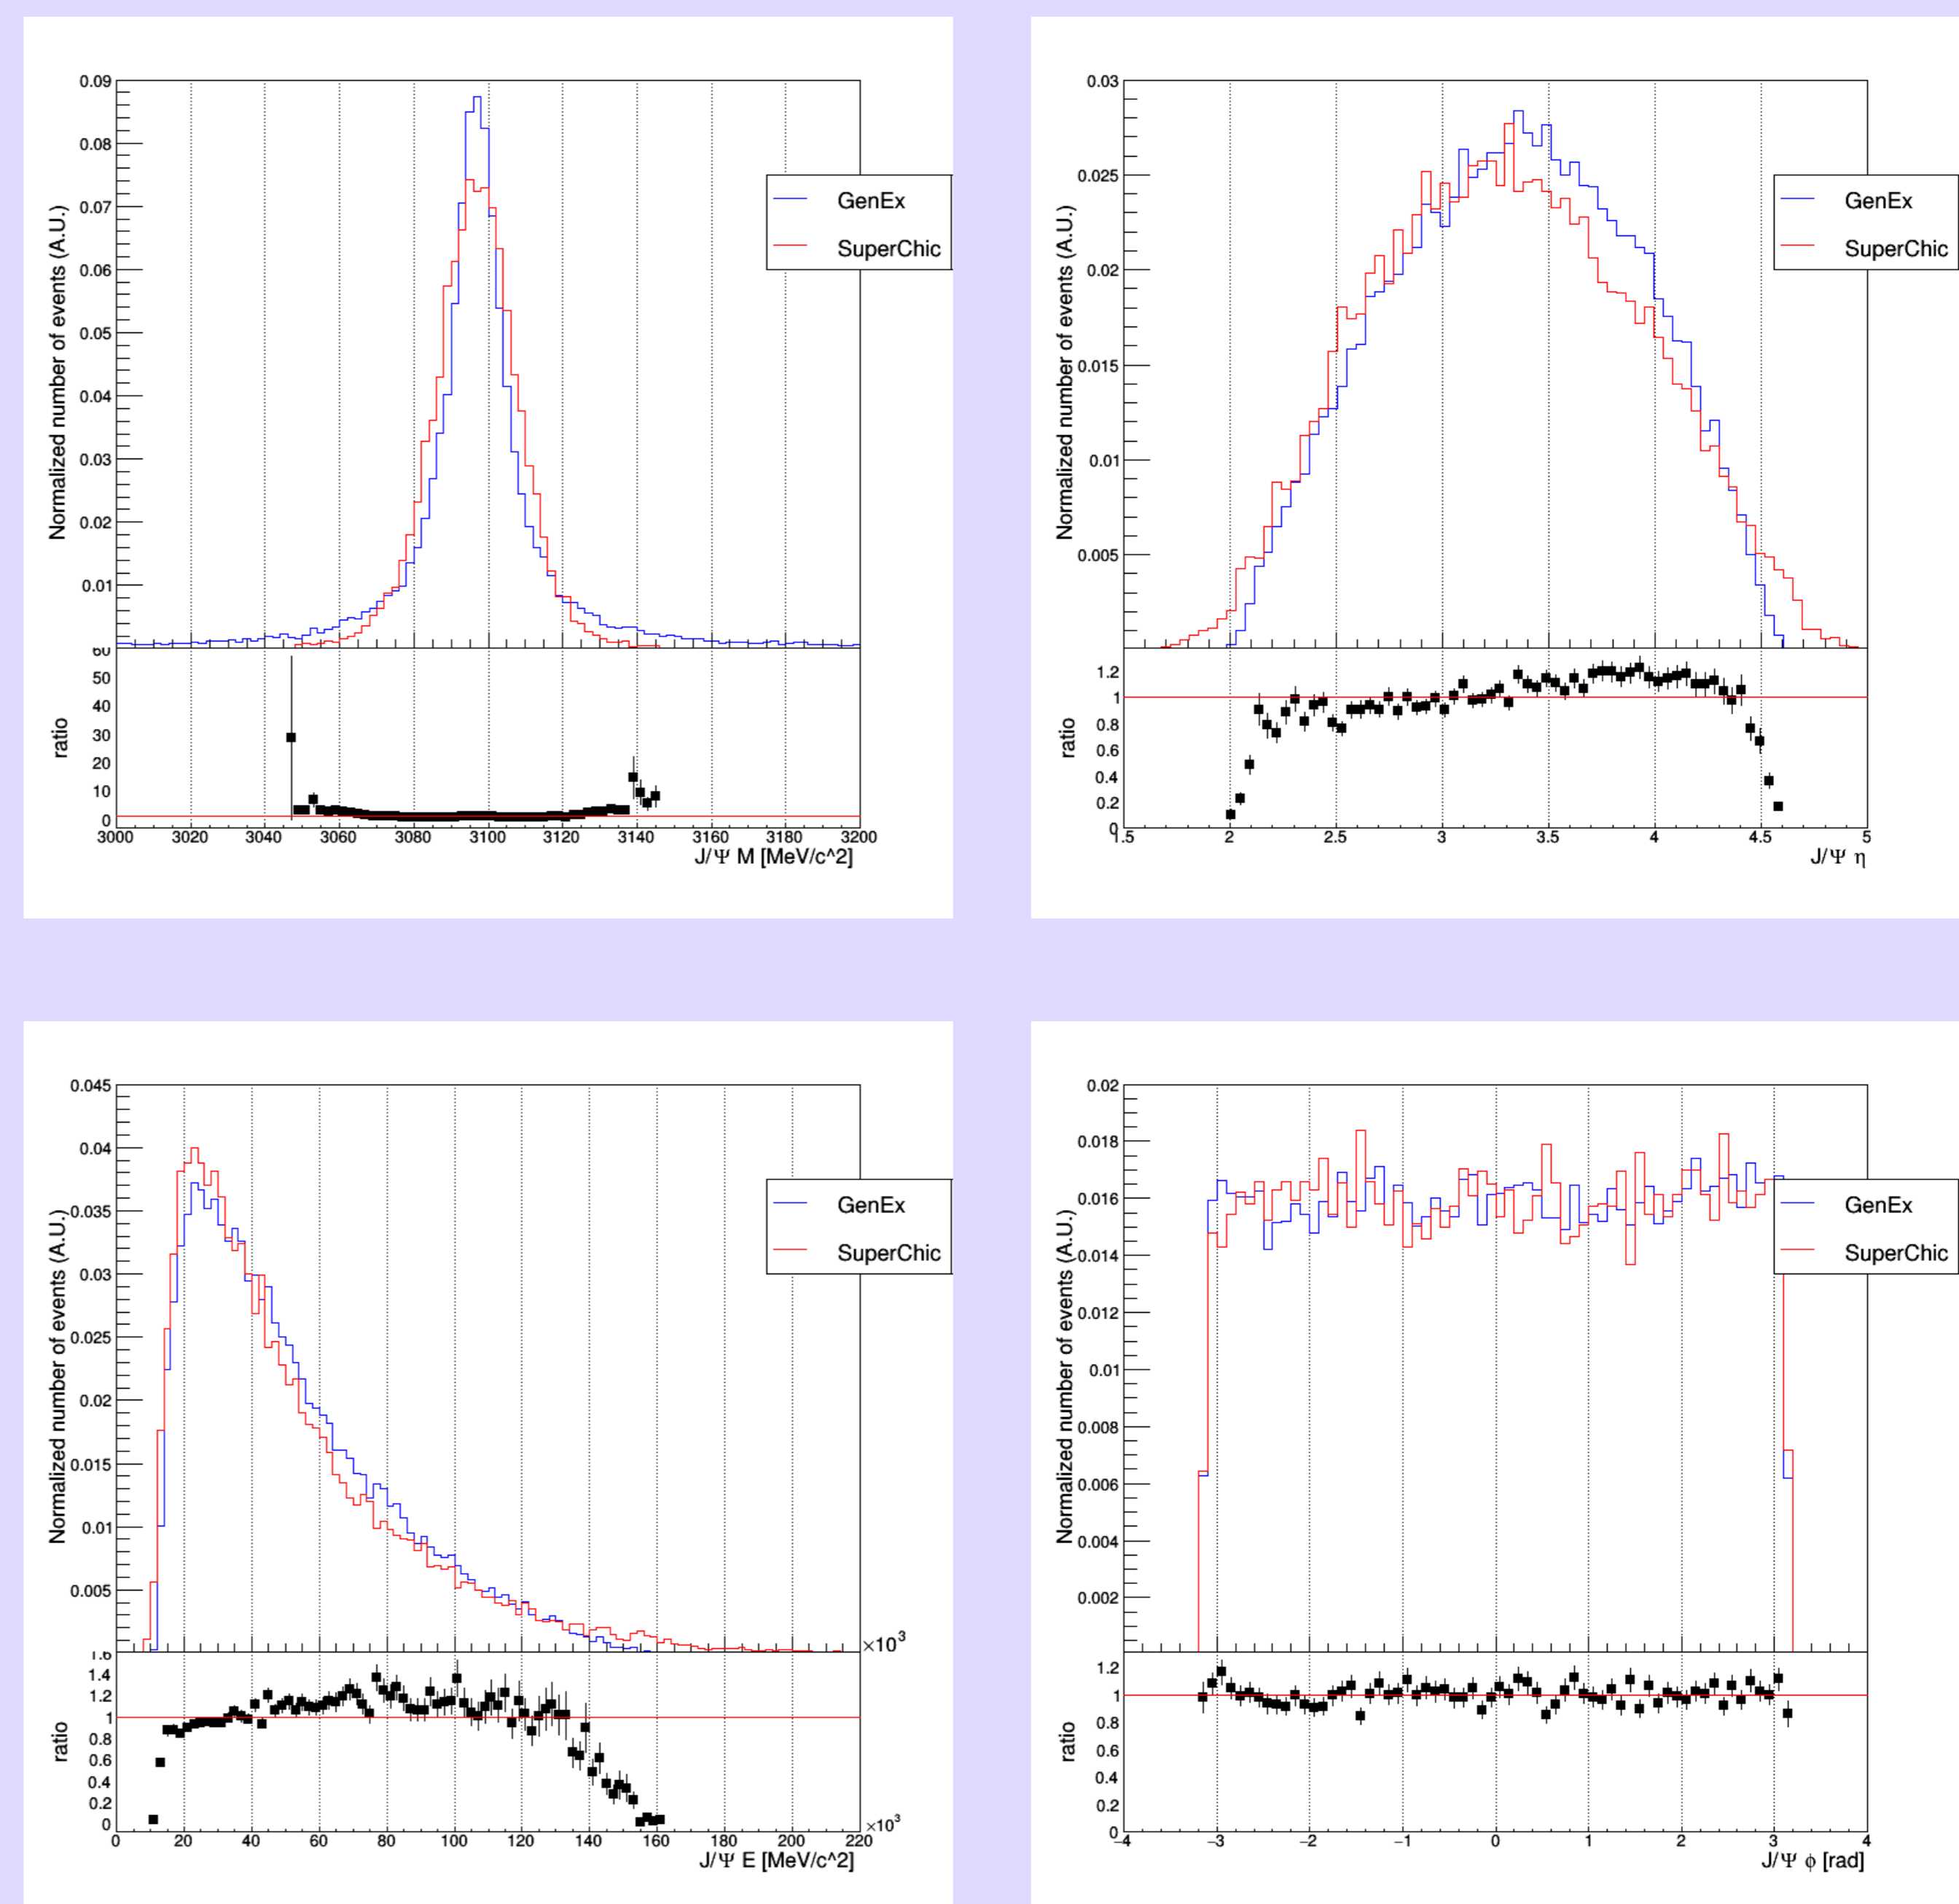 0.09
0.08
0.07
0.06
0.05
0.04
0.03
0.02
0.01
Normalized number of events (A.U.)
GenEx
SuperChic
60
50
40
30
20
10
0
ratio
3000 3020 3040 3060 3080 3100 3120 3140 3160 3180 3200
J/Ψ M [MeV/c^2]
0.03
0.025
0.02
0.015
0.01
0.005
Normalized number of events (A.U.)
GenEx
SuperChic
1.2
1
0.8
0.6
0.4
0.2
0
ratio
1.5 2 2.5 3 3.5 4 4.5 5
J/Ψ η
0.045
0.04
0.035
0.03
0.025
0.02
0.015
0.01
0.005
Normalized number of events (A.U.)
GenEx
SuperChic
×10³
1.6
1.4
1.2
1
0.8
0.6
0.4
0.2
0
ratio
×10³
0 20 40 60 80 100 120 140 160 180 200 220
J/Ψ E [MeV/c^2]
0.02
0.018
0.016
0.014
0.012
0.01
0.008
0.006
0.004
0.002
Normalized number of events (A.U.)
GenEx
SuperChic
1.2
1
0.8
0.6
0.4
0.2
0
ratio
−4 −3 −2 −1 0 1 2 3 4
J/Ψ ϕ [rad]